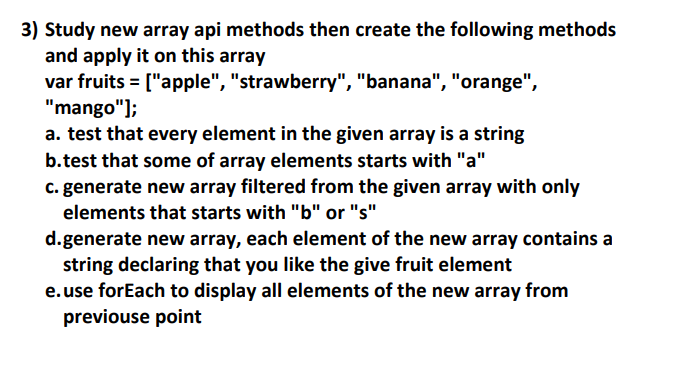 3) Study new array api methods then create the following methods
and apply it on this array
var fruits = ["apple", "strawberry", "banana", "orange",
"mango"];
a. test that every element in the given array is a string
b.test that some of array elements starts with "a"
c. generate new array filtered from the given array with only
elements that starts with "b" or "s"
d.generate new array, each element of the new array contains a
string declaring that you like the give fruit element
e.use forEach to display all elements of the new array from
previouse point